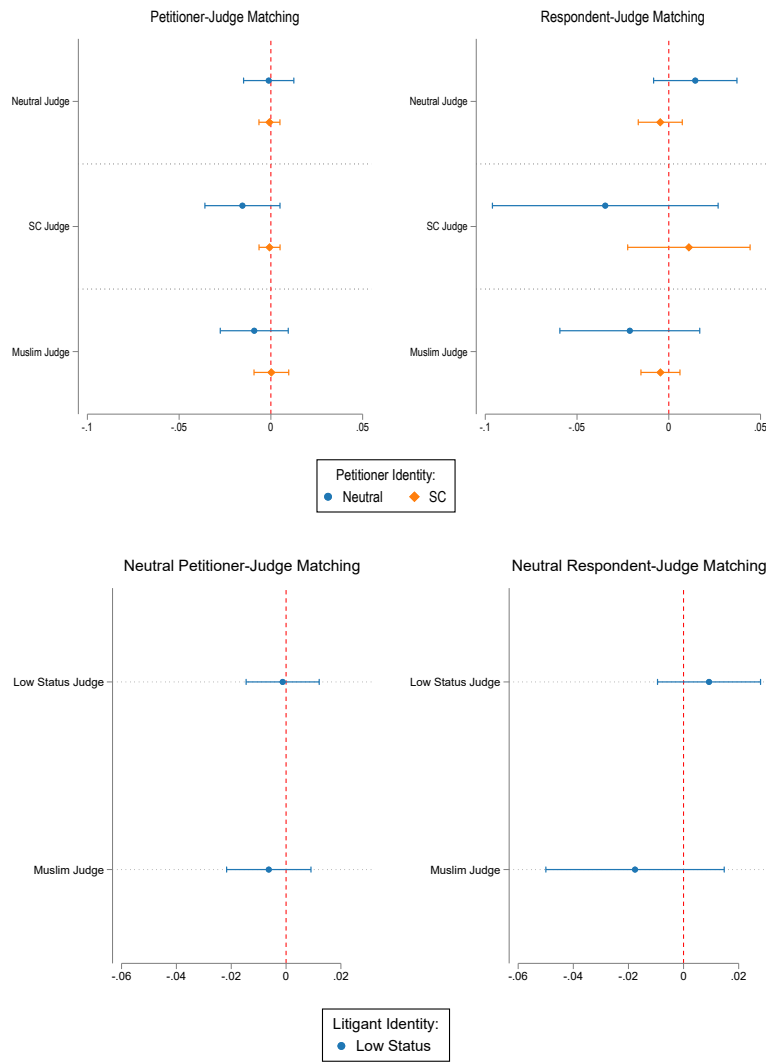 Petitioner-Judge Matching
Neutral Judge
SC Judge
Muslim Judge
-.1 -.05 0 .05
Respondent-Judge Matching
Neutral Judge
SC Judge
Muslim Judge
-.1 -.05 0 .05
Petitioner Identity:
Neutral SC
Neutral Petitioner-Judge Matching
Low Status Judge
Muslim Judge
-.06 -.04 -.02 0 .02
Neutral Respondent-Judge Matching
Low Status Judge
Muslim Judge
-.06 -.04 -.02 0 .02
Litigant Identity:
Low Status